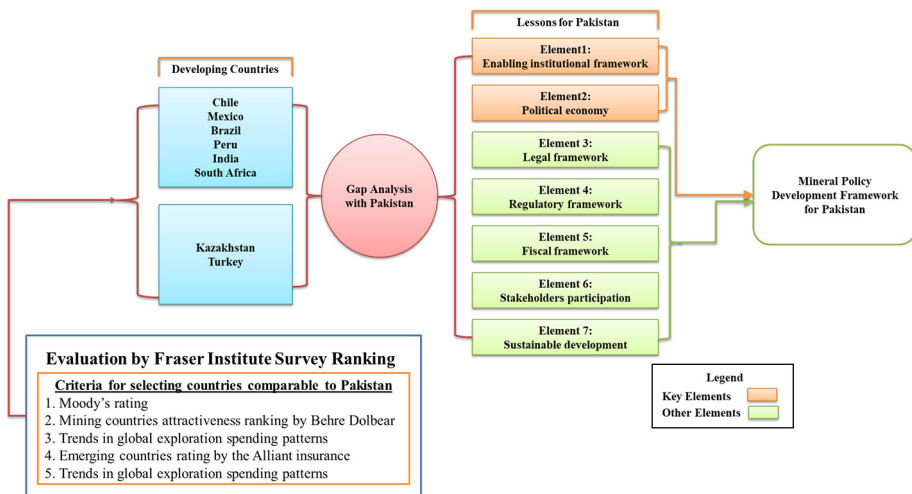 Lessons for Pakistan
Developing Countries
Chile
Mexico
Brazil
Peru
India
South Africa
Kazakhstan
Turkey
Gap Analysis
with Pakistan
Element1:
Enabling institutional framework
Element2:
Political economy
Element 3:
Legal framework
Element 4:
Regulatory framework
Element 5:
Fiscal framework
Element 6:
Stakeholders participation
Element 7:
Sustainable development
Mineral Policy
Development Framework
for Pakistan
Evaluation by Fraser Institute Survey Ranking
Criteria for selecting countries comparable to Pakistan
1. Moody's rating
2. Mining countries attractiveness ranking by Behre Dolbear
3. Trends in global exploration spending patterns
4. Emerging countries rating by the Alliant insurance
5. Trends in global exploration spending patterns
Legend
Key Elements
Other Elements